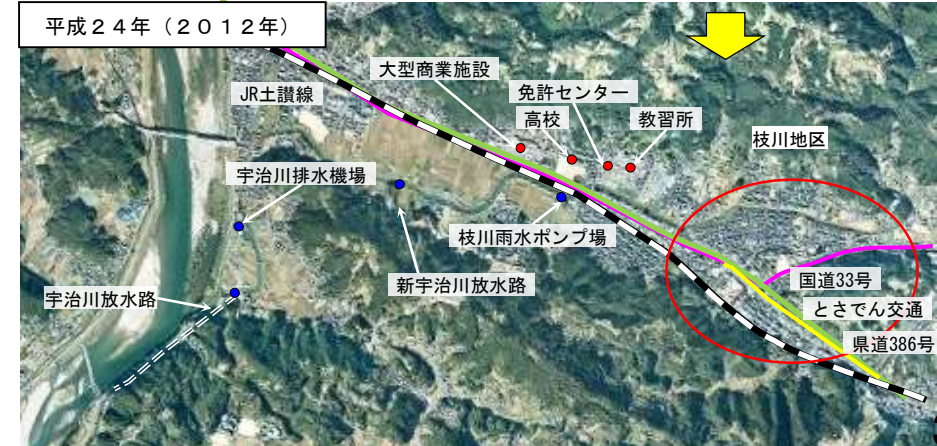 平成２４年（２０１２年）
大型商業施設
JR土讃線
免許センター
高校
教習所
枝川地区
宇治川排水機場
枝川雨水ポンプ場
新宇治川放水路
国道33号
宇治川放水路
とさでん交通
県道386号